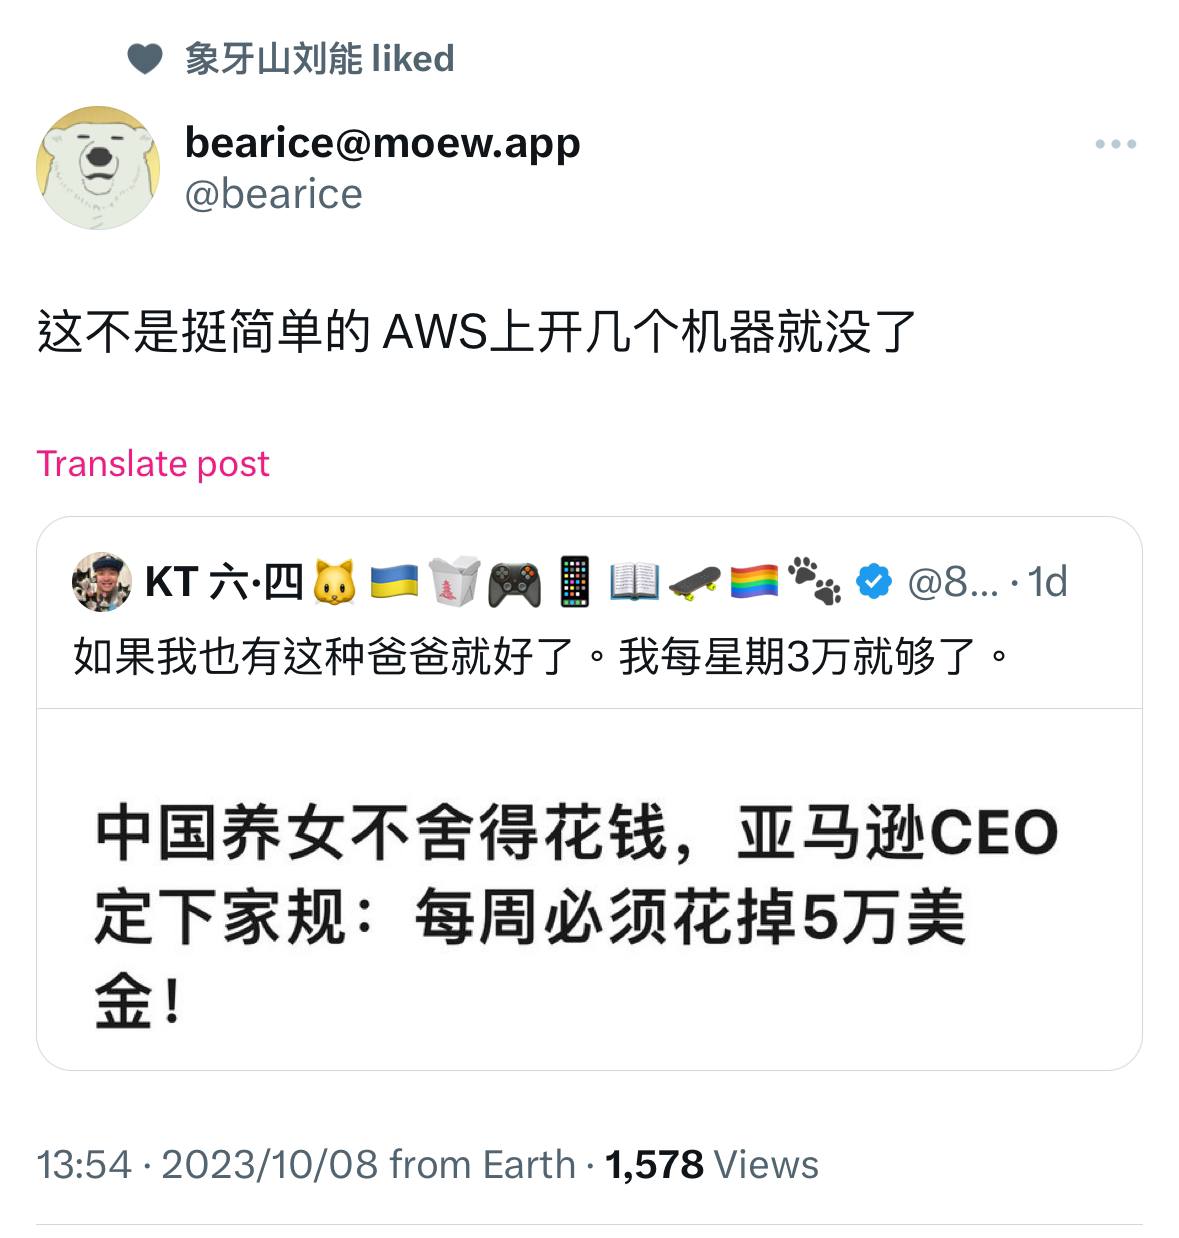 象牙山刘能 liked
bearice@moew.app
@bearice
这不是挺简单的 AWS上开几个机器就没了
Translate post
KT 六·四🐱🇺🇦🥡🎮📱📖🛹🏳️‍🌈🐾 @8... · 1d
如果我也有这种爸爸就好了。我每星期3万就够了。
中国养女不舍得花钱，亚马逊CEO
定下家规：每周必须花掉5万美
金！
13:54 · 2023/10/08 from Earth · 1,578 Views